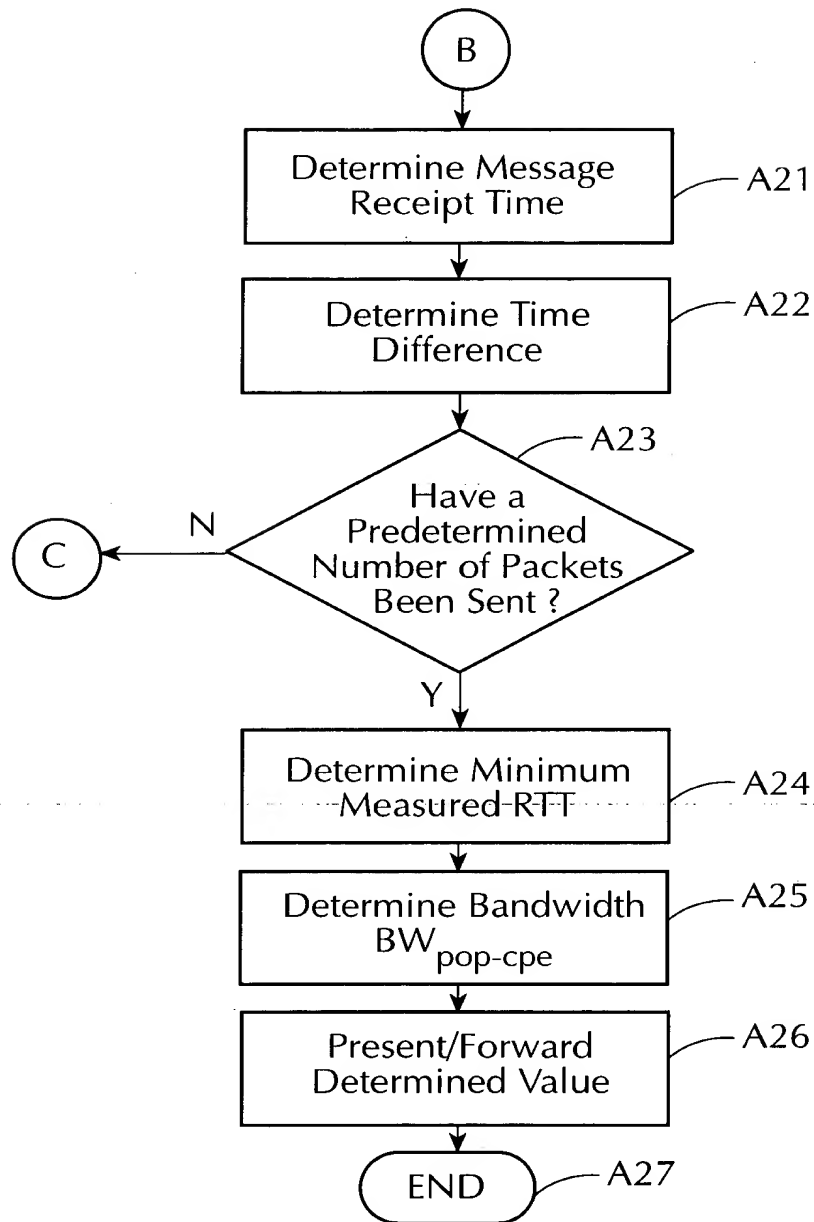 B
Determine Message
Receipt Time
A21
Determine Time
Difference
A22
A23
Have a
Predetermined
Number of Packets
Been Sent ?
N
C
Y
Determine Minimum
Measured RTT
A24
Determine Bandwidth
BWpop-cpe
A25
Present/Forward
Determined Value
A26
END
A27